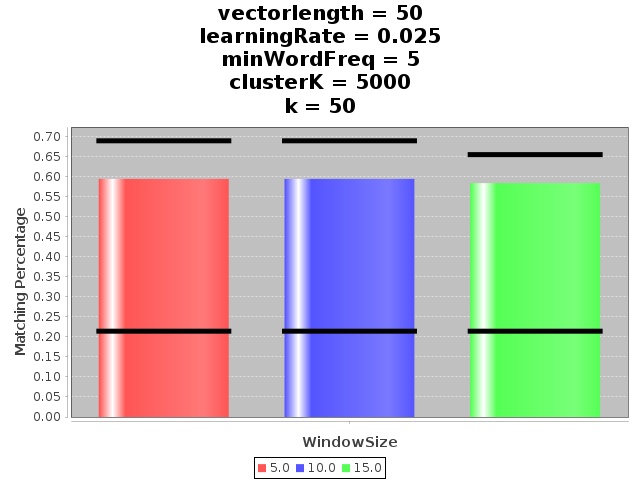 vectorlength = 50
learningRate = 0.025
minWordFreq = 5
clusterK = 5000
k = 50
0.70
0.65
0.60
0.55
0.50
0.45
0.40
0.35
0.30
0.25
0.20
0.15
0.10
0.05
0.00
Matching Percentage
WindowSize
5.0 10.0 15.0